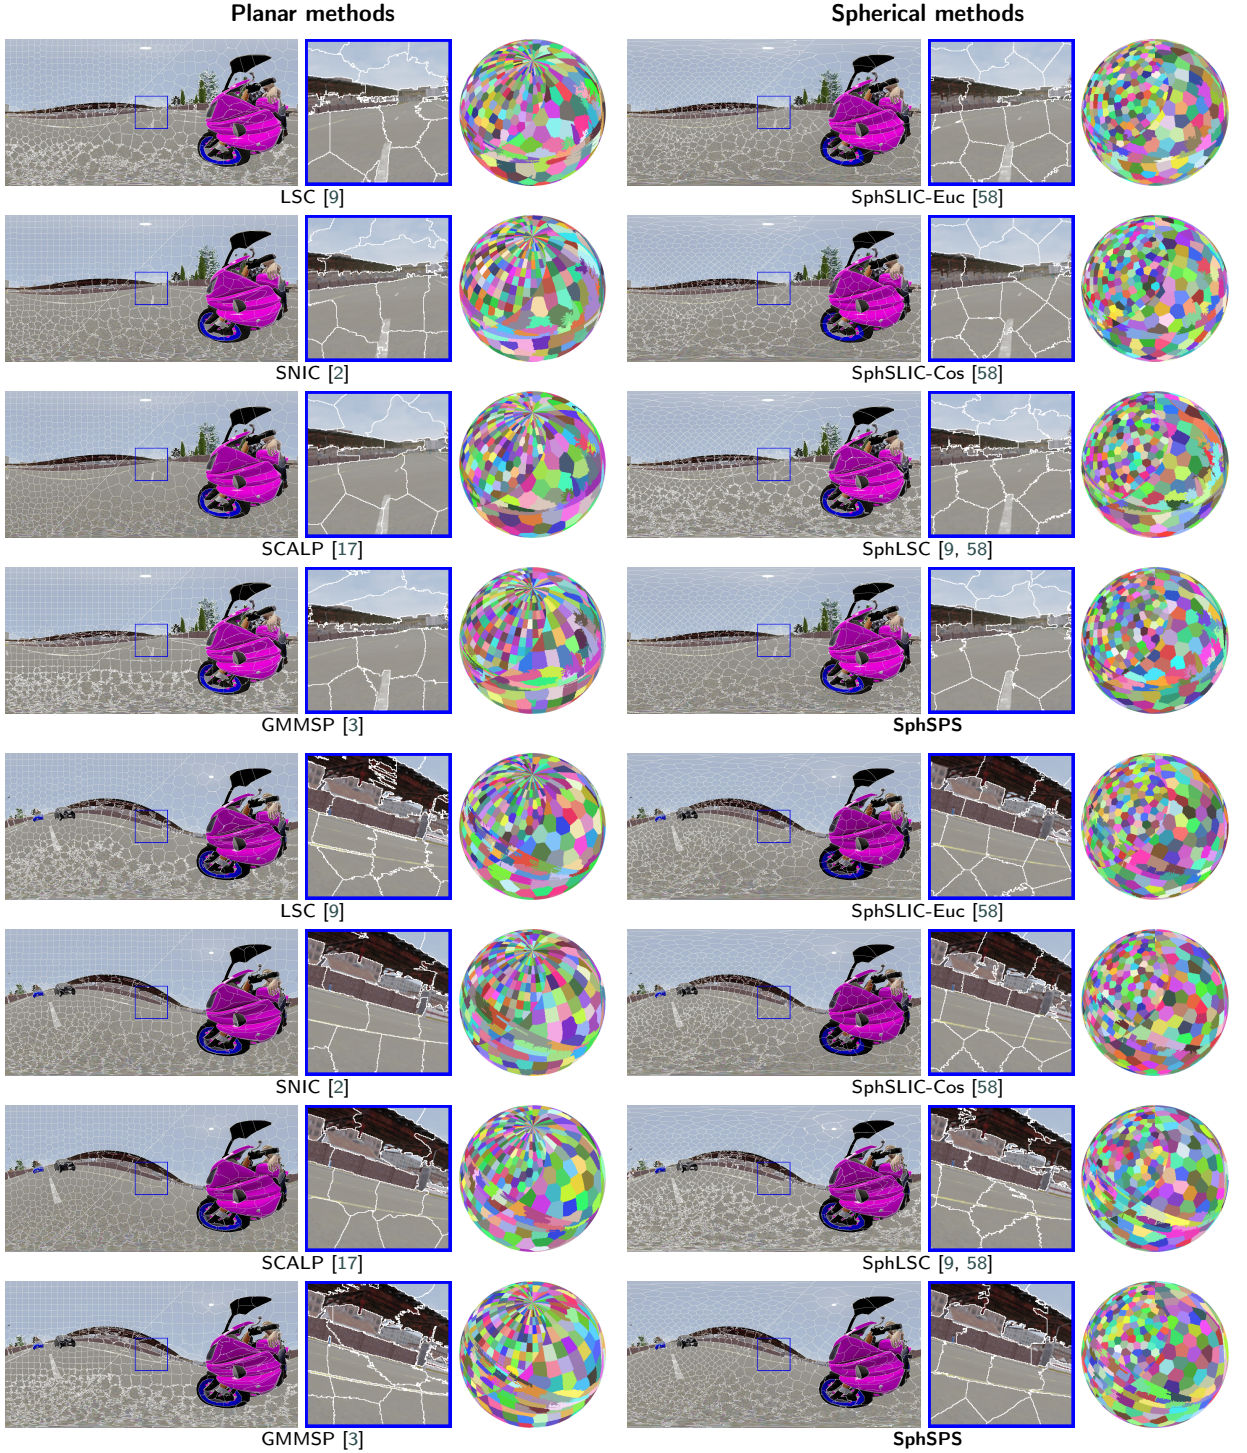 Planar methods
Spherical methods
LSC [9]
SphSLIC-Euc [58]
SNIC [2]
SphSLIC-Cos [58]
SCALP [17]
SphLSC [9, 58]
GMMSP [3]
SphSPS
LSC [9]
SphSLIC-Euc [58]
SNIC [2]
SphSLIC-Cos [58]
SCALP [17]
SphLSC [9, 58]
GMMSP [3]
SphSPS